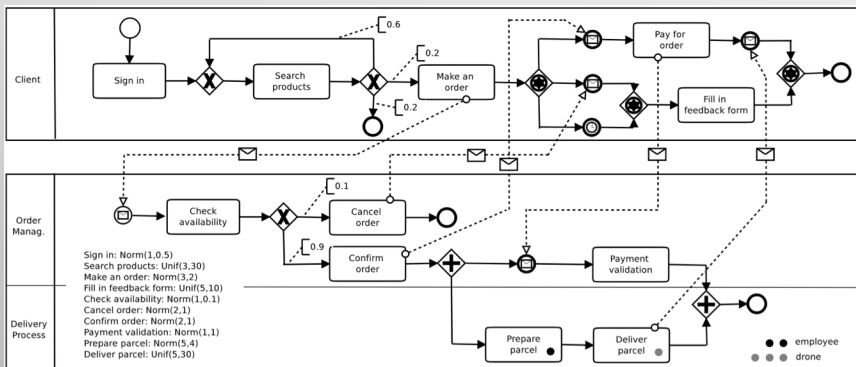 0.6
0.2
0.2
Client
Sign in
Search
products
Make an
order
Pay for
order
Fill in
feedback form
0.1
0.9
Order
Manag.
Check
availability
Cancel
order
Confirm
order
Payment
validation
Sign in: Norm(1,0.5)
Search products: Unif(3,30)
Make an order: Norm(3,2)
Fill in feedback form: Unif(5,10)
Check availability: Norm(1,0.1)
Cancel order: Norm(2,1)
Confirm order: Norm(2,1)
Payment validation: Norm(1,1)
Prepare parcel: Norm(5,4)
Deliver parcel: Unif(5,30)
Delivery
Process
Prepare
parcel
Deliver
parcel
employee
drone